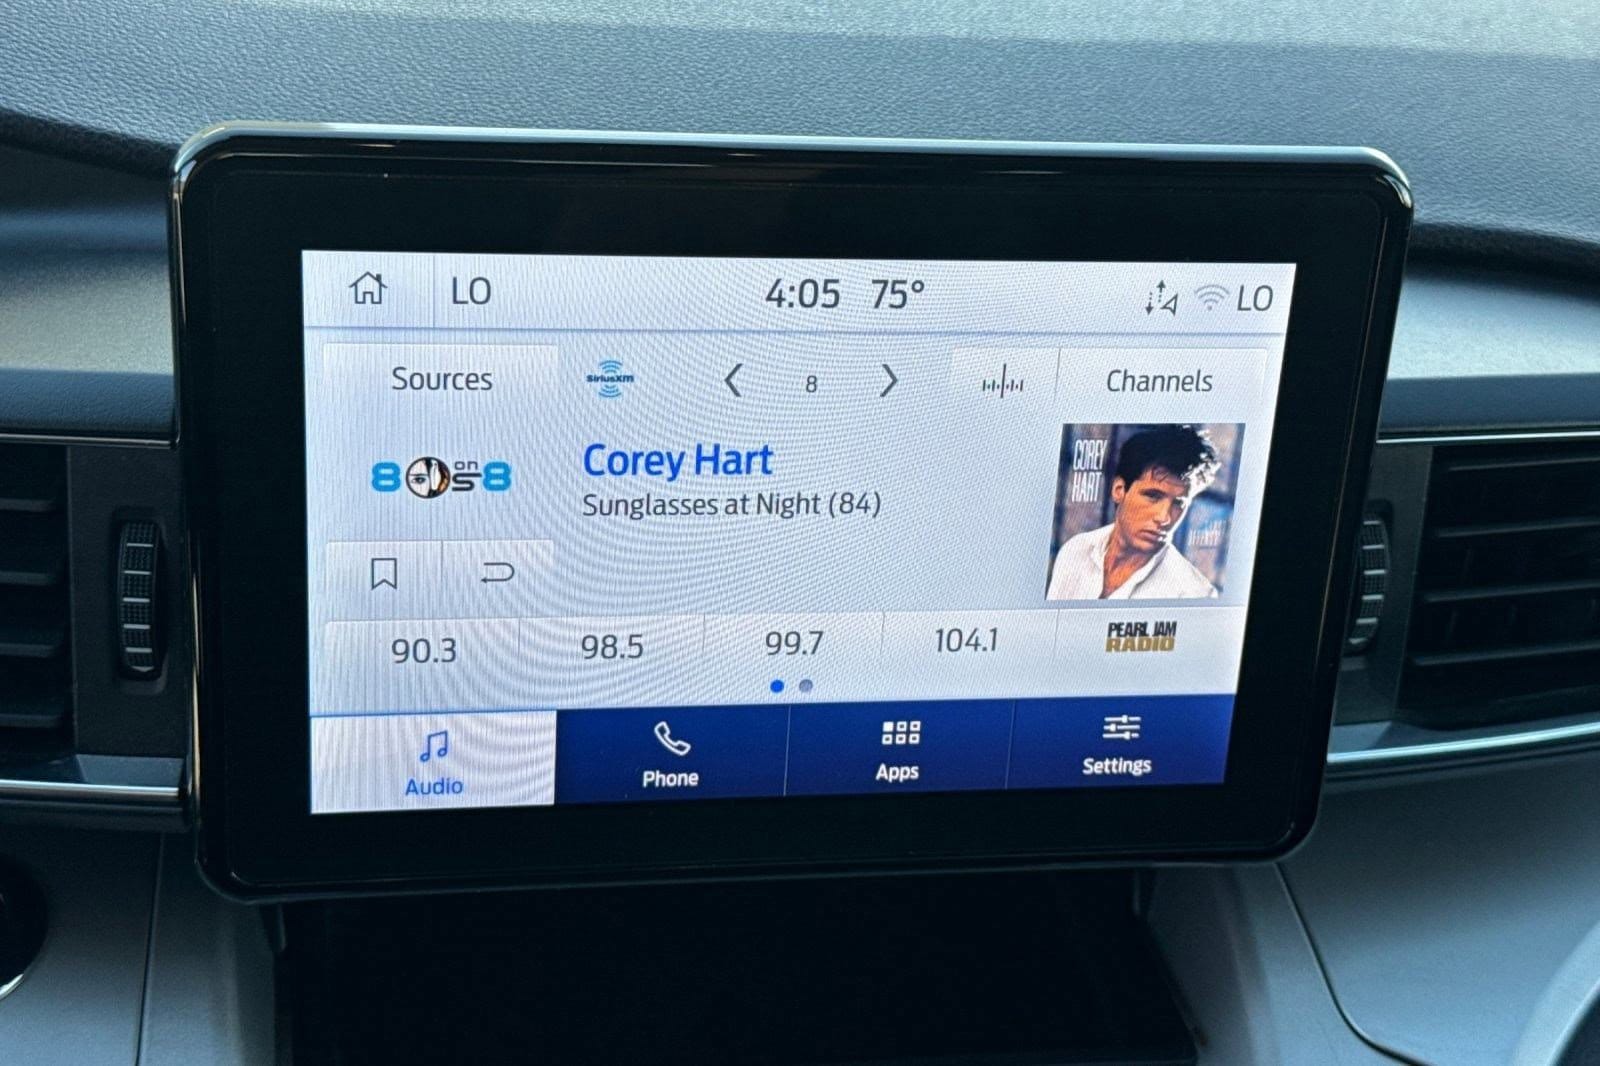 LO
4:05 75°
LO
Sources
SiriusXM
8
Channels
80s on 8
Corey Hart
Sunglasses at Night (84)
COREY
HART
90.3
98.5
99.7
104.1
PEARL JAM
RADIO
Audio
Phone
Apps
Settings